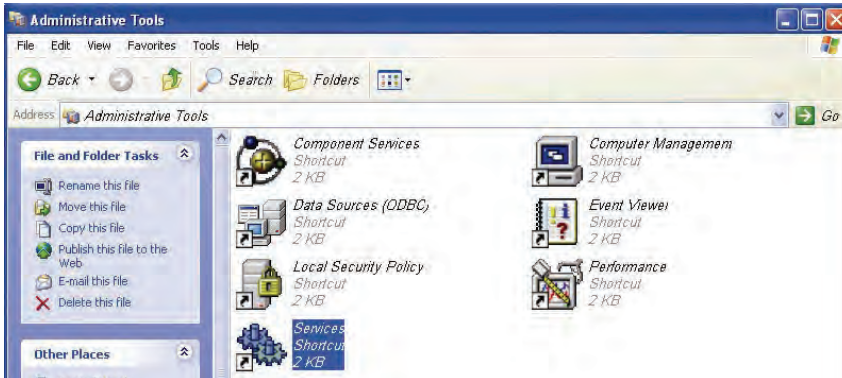 Administrative Tools
File Edit View Favorites Tools Help
Back Search Folders
Address Administrative Tools Go
File and Folder Tasks
Rename this file
Move this file
Copy this file
Publish this file to the
Web
E-mail this file
Delete this file
Other Places
Component Services
Shortcut
2 KB
Computer Management
Shortcut
2 KB
Data Sources (ODBC)
Shortcut
2 KB
Event Viewer
Shortcut
2 KB
Local Security Policy
Shortcut
2 KB
Performance
Shortcut
2 KB
Services
Shortcut
2 KB